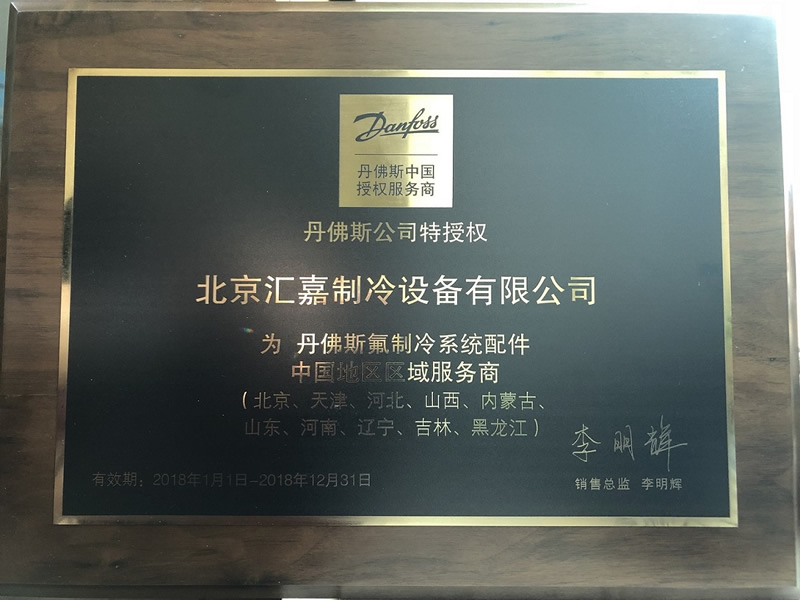 Danfoss
丹佛斯中国
授权服务商
丹佛斯公司特授权
北京汇嘉制冷设备有限公司
为 丹佛斯氟制冷系统配件
中国地区区域服务商
(北京、天津、河北、山西、内蒙古、
山东、河南、辽宁、吉林、黑龙江)
李明辉
有效期：2018年1月1日-2018年12月31日
销售总监 李明辉